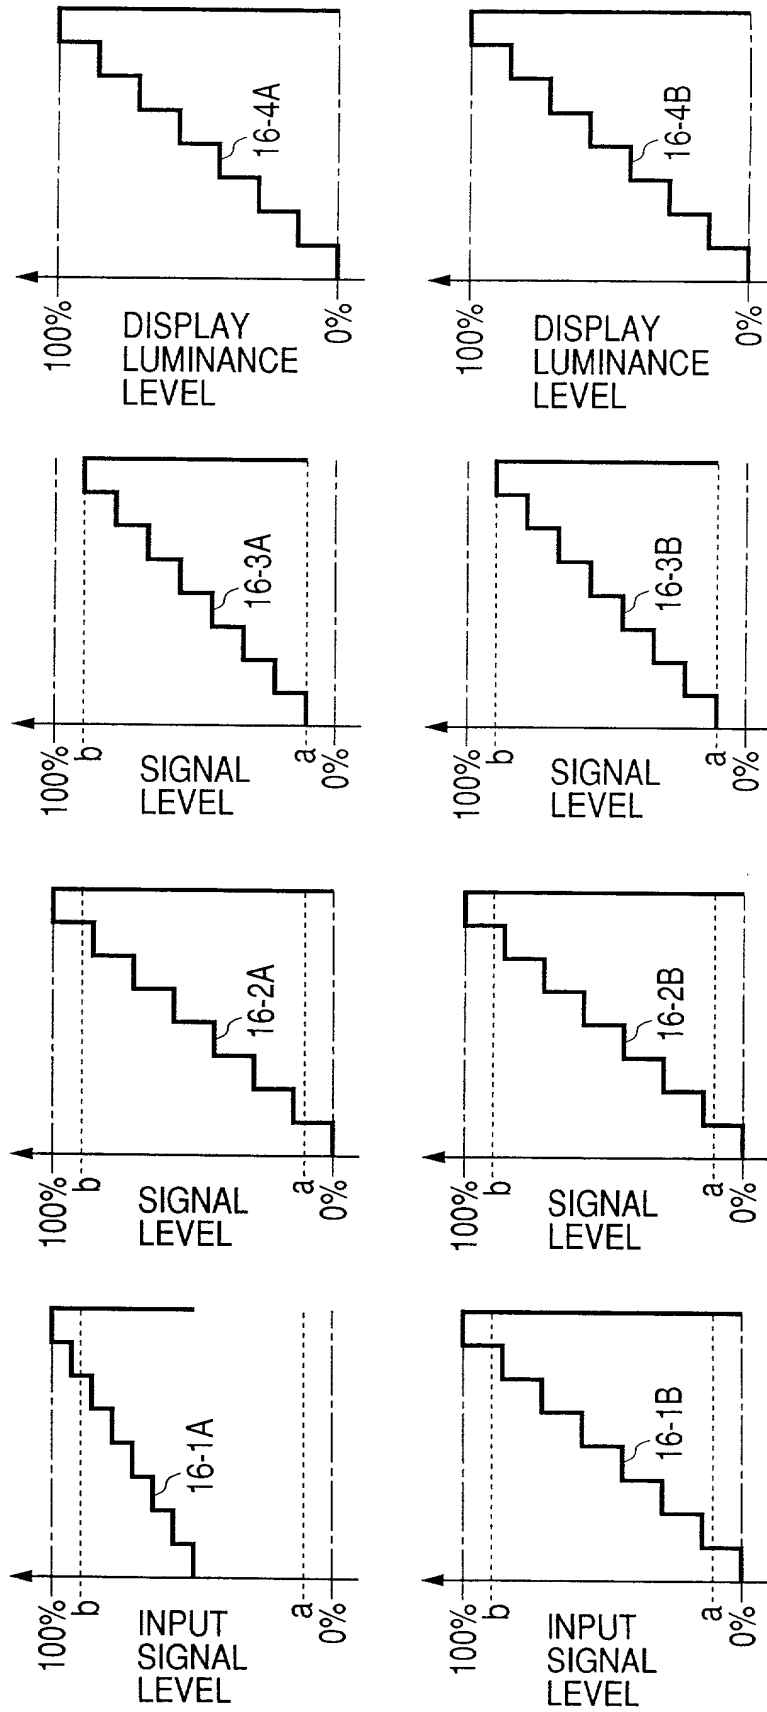 100%
DISPLAY
LUMINANCE
LEVEL
0%
16-4A
100%
DISPLAY
LUMINANCE
LEVEL
0%
16-4B
100%
b
SIGNAL
LEVEL
a
0%
16-3A
100%
b
SIGNAL
LEVEL
a
0%
16-3B
100%
b
SIGNAL
LEVEL
a
0%
16-2A
100%
b
SIGNAL
LEVEL
a
0%
16-2B
100%
b
INPUT
SIGNAL
LEVEL
a
0%
16-1A
100%
b
INPUT
SIGNAL
LEVEL
a
0%
16-1B